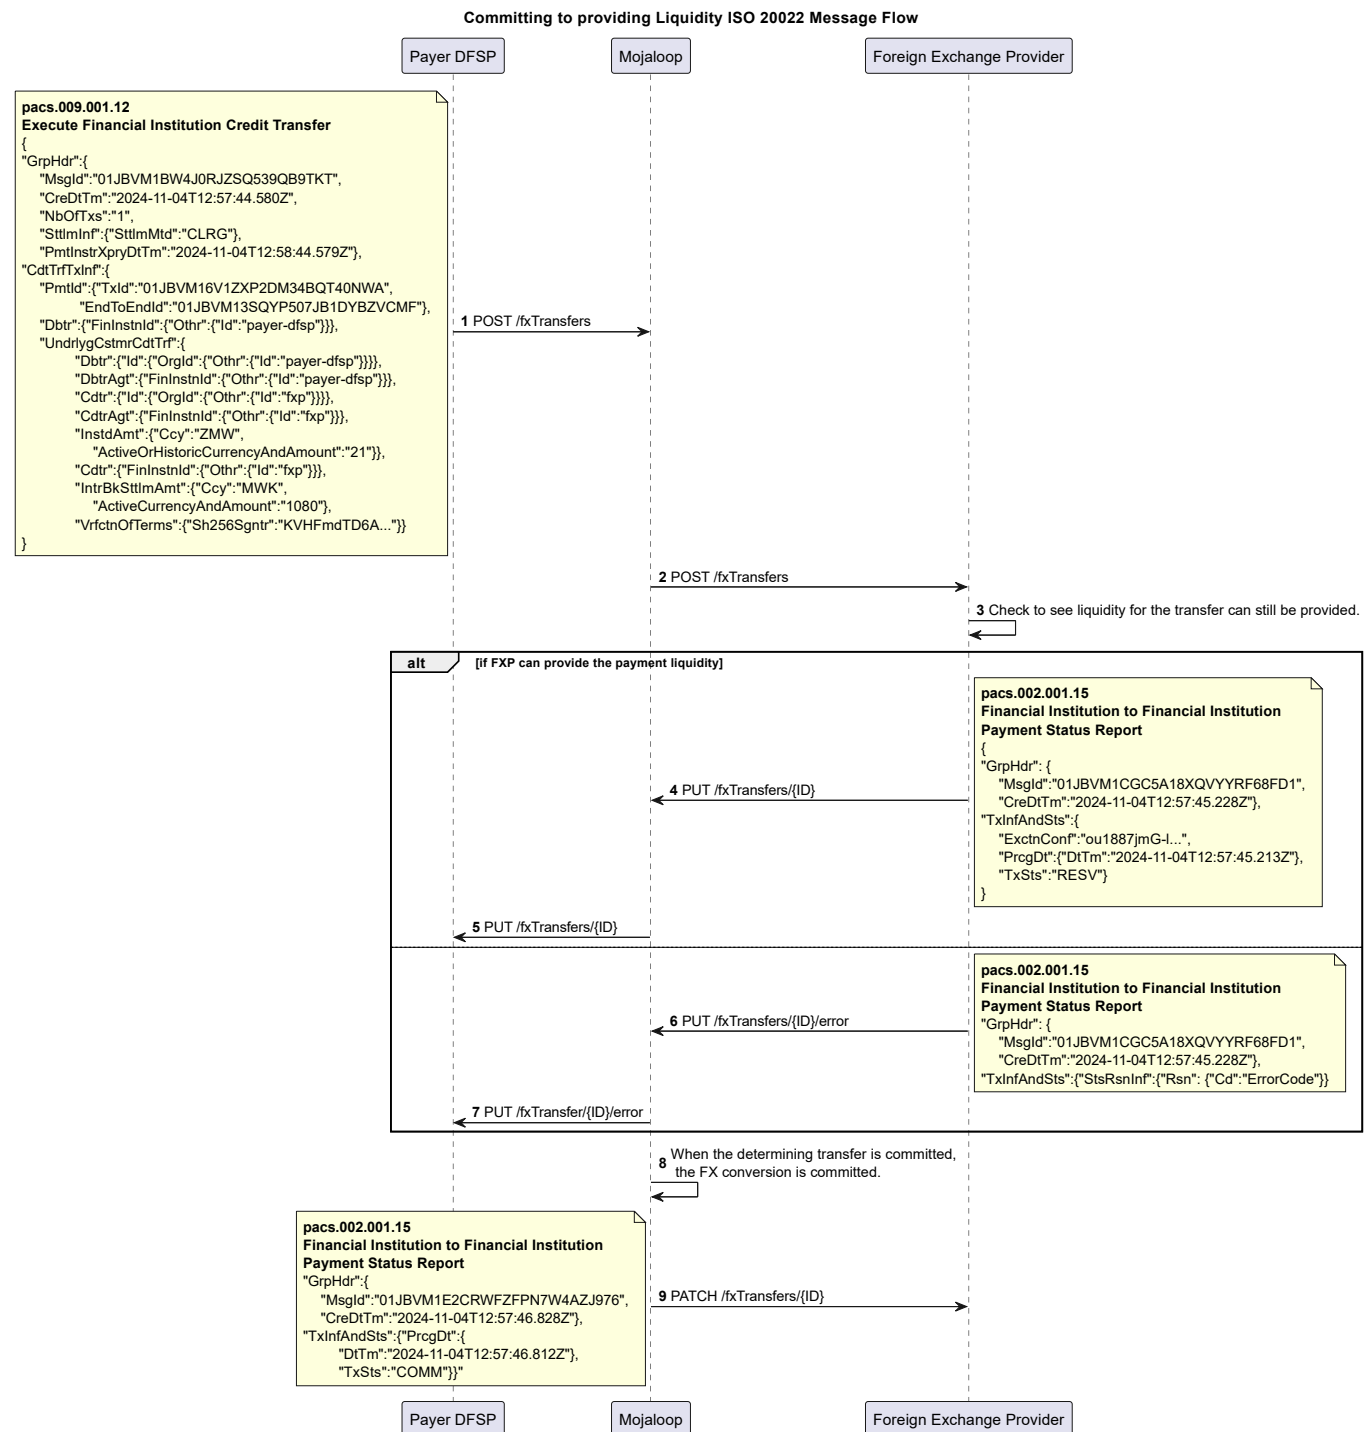 Committing to providing Liquidity ISO 20022 Message Flow
Payer DFSP
Mojaloop
Foreign Exchange Provider
pacs.009.001.12
Execute Financial Institution Credit Transfer
{
"GrpHdr":{
"MsgId":"01JBVM1BW4J0RJZSQ539QB9TKT",
"CreDtTm":"2024-11-04T12:57:44.580Z",
"NbOfTxs":"1",
"SttlmInf":{"SttlmMtd":"CLRG"},
"PmtInstrXpryDtTm":"2024-11-04T12:58:44.579Z"},
"CdtTrfTxInf":{
"PmtId":{"TxId":"01JBVM16V1ZXP2DM34BQT40NWA",
"EndToEndId":"01JBVM13SQYP507JB1DYBZVCMF"},
"Dbtr":{"FinInstnId":{"Othr":{"Id":"payer-dfsp"}}},
"UndrlygCstmrCdtTrf":{
"Dbtr":{"Id":{"OrgId":{"Othr":{"Id":"payer-dfsp"}}}},
"DbtrAgt":{"FinInstnId":{"Othr":{"Id":"payer-dfsp"}}},
"Cdtr":{"Id":{"OrgId":{"Othr":{"Id":"fxp"}}}},
"CdtrAgt":{"FinInstnId":{"Othr":{"Id":"fxp"}}},
"InstdAmt":{"Ccy":"ZMW",
"ActiveOrHistoricCurrencyAndAmount":"21"}},
"Cdtr":{"FinInstnId":{"Othr":{"Id":"fxp"}}},
"IntrBkSttlmAmt":{"Ccy":"MWK",
"ActiveCurrencyAndAmount":"1080"},
"VrfctnOfTerms":{"Sh256Sgntr":"KVHFmdTD6A..."}}
}
1 POST /fxTransfers
2 POST /fxTransfers
3 Check to see liquidity for the transfer can still be provided.
alt
[if FXP can provide the payment liquidity]
pacs.002.001.15
Financial Institution to Financial Institution
Payment Status Report
{
"GrpHdr": {
"MsgId":"01JBVM1CGC5A18XQVYYRF68FD1",
"CreDtTm":"2024-11-04T12:57:45.228Z"},
"TxInfAndSts":{
"ExctnConf":"ou1887jmG-l...",
"PrcgDt":{"DtTm":"2024-11-04T12:57:45.213Z"},
"TxSts":"RESV"}
}
4 PUT /fxTransfers/{ID}
5 PUT /fxTransfers/{ID}
pacs.002.001.15
Financial Institution to Financial Institution
Payment Status Report
"GrpHdr": {
"MsgId":"01JBVM1CGC5A18XQVYYRF68FD1",
"CreDtTm":"2024-11-04T12:57:45.228Z"},
"TxInfAndSts":{"StsRsnInf":{"Rsn": {"Cd":"ErrorCode"}}
6 PUT /fxTransfers/{ID}/error
7 PUT /fxTransfer/{ID}/error
8 When the determining transfer is committed,
the FX conversion is committed.
pacs.002.001.15
Financial Institution to Financial Institution
Payment Status Report
"GrpHdr":{
"MsgId":"01JBVM1E2CRWFZFPN7W4AZJ976",
"CreDtTm":"2024-11-04T12:57:46.828Z"},
"TxInfAndSts":{"PrcgDt":{
"DtTm":"2024-11-04T12:57:46.812Z"},
"TxSts":"COMM"}}"
9 PATCH /fxTransfers/{ID}
Payer DFSP
Mojaloop
Foreign Exchange Provider